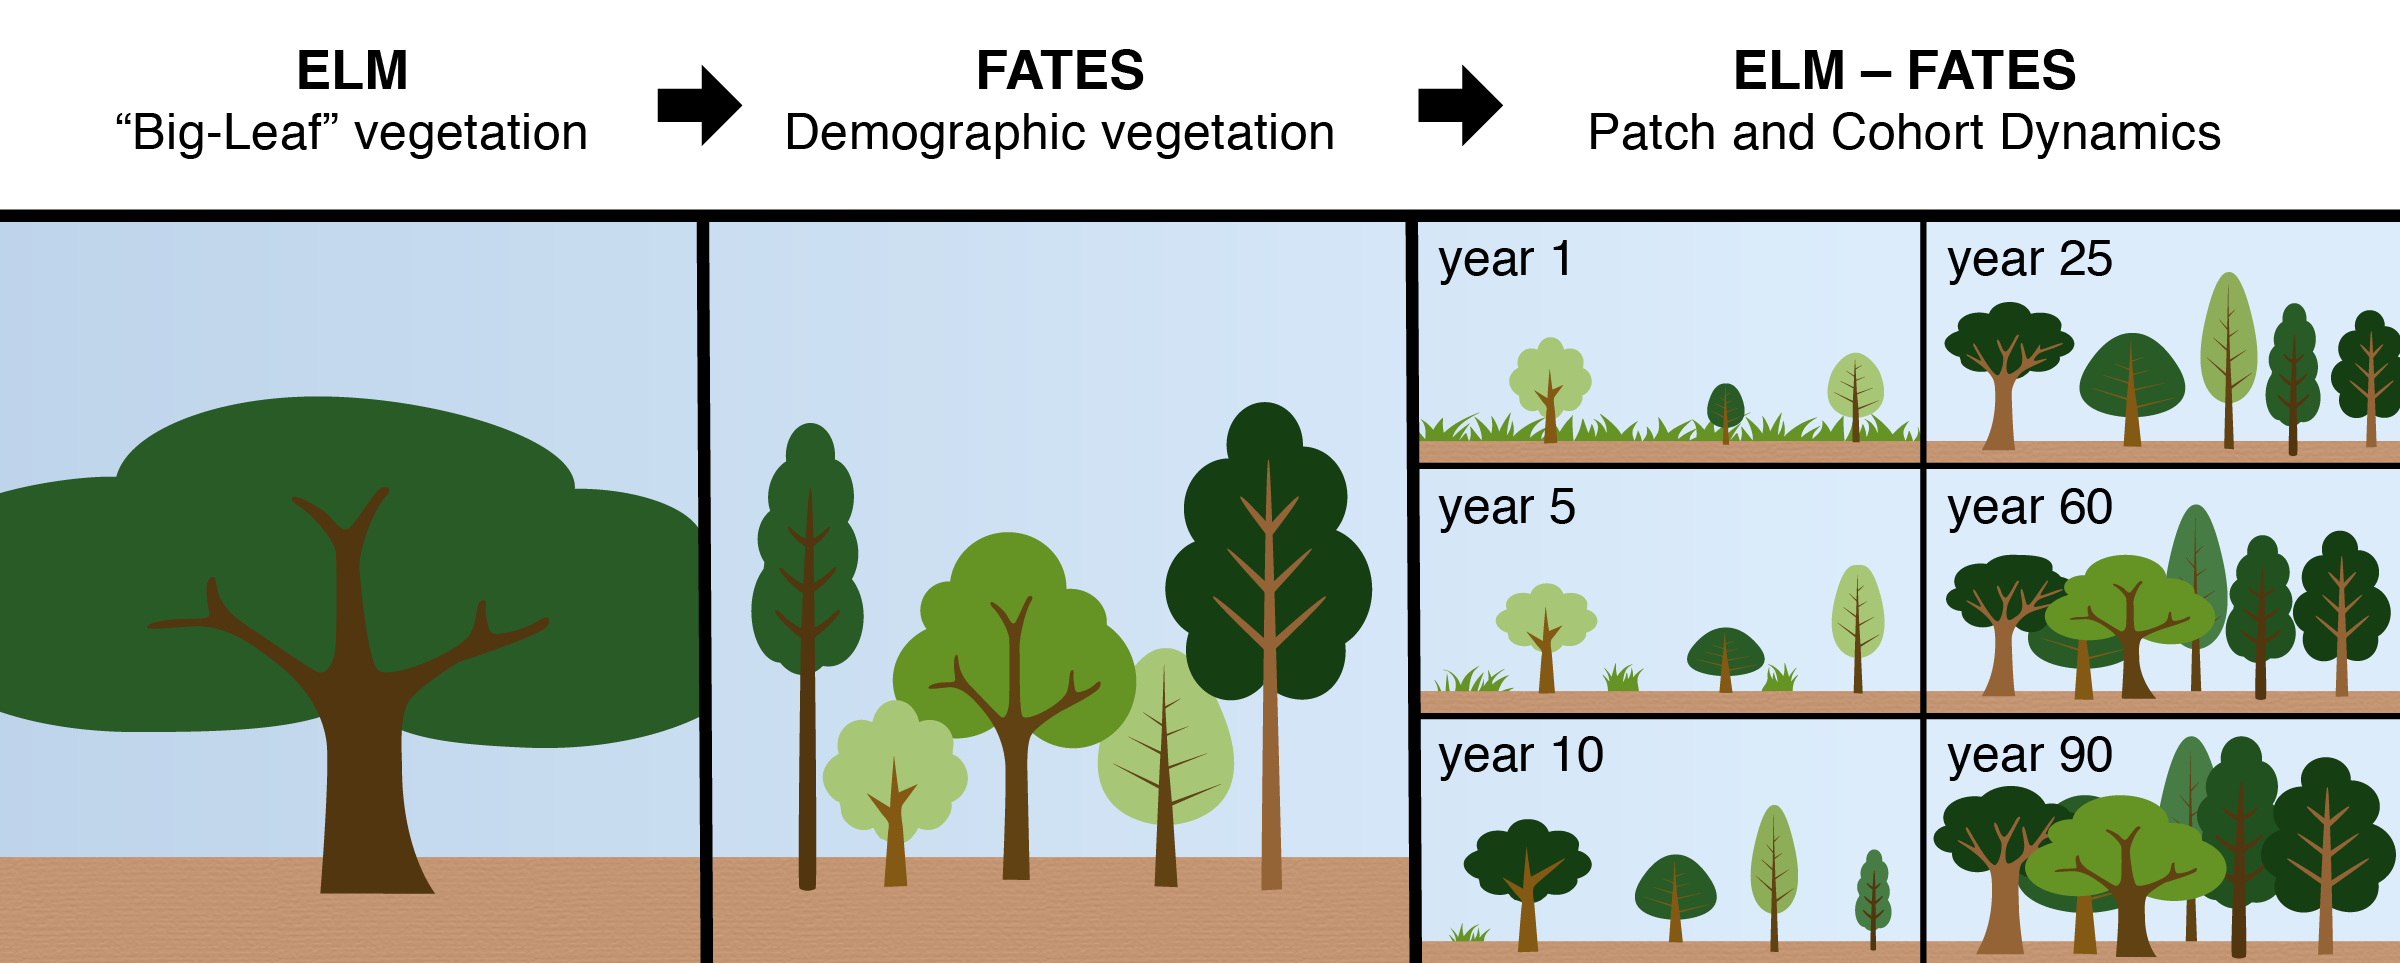 ELM
“Big-Leaf” vegetation
FATES
Demographic vegetation
ELM – FATES
Patch and Cohort Dynamics
year 1
year 25
year 5
year 60
year 10
year 90